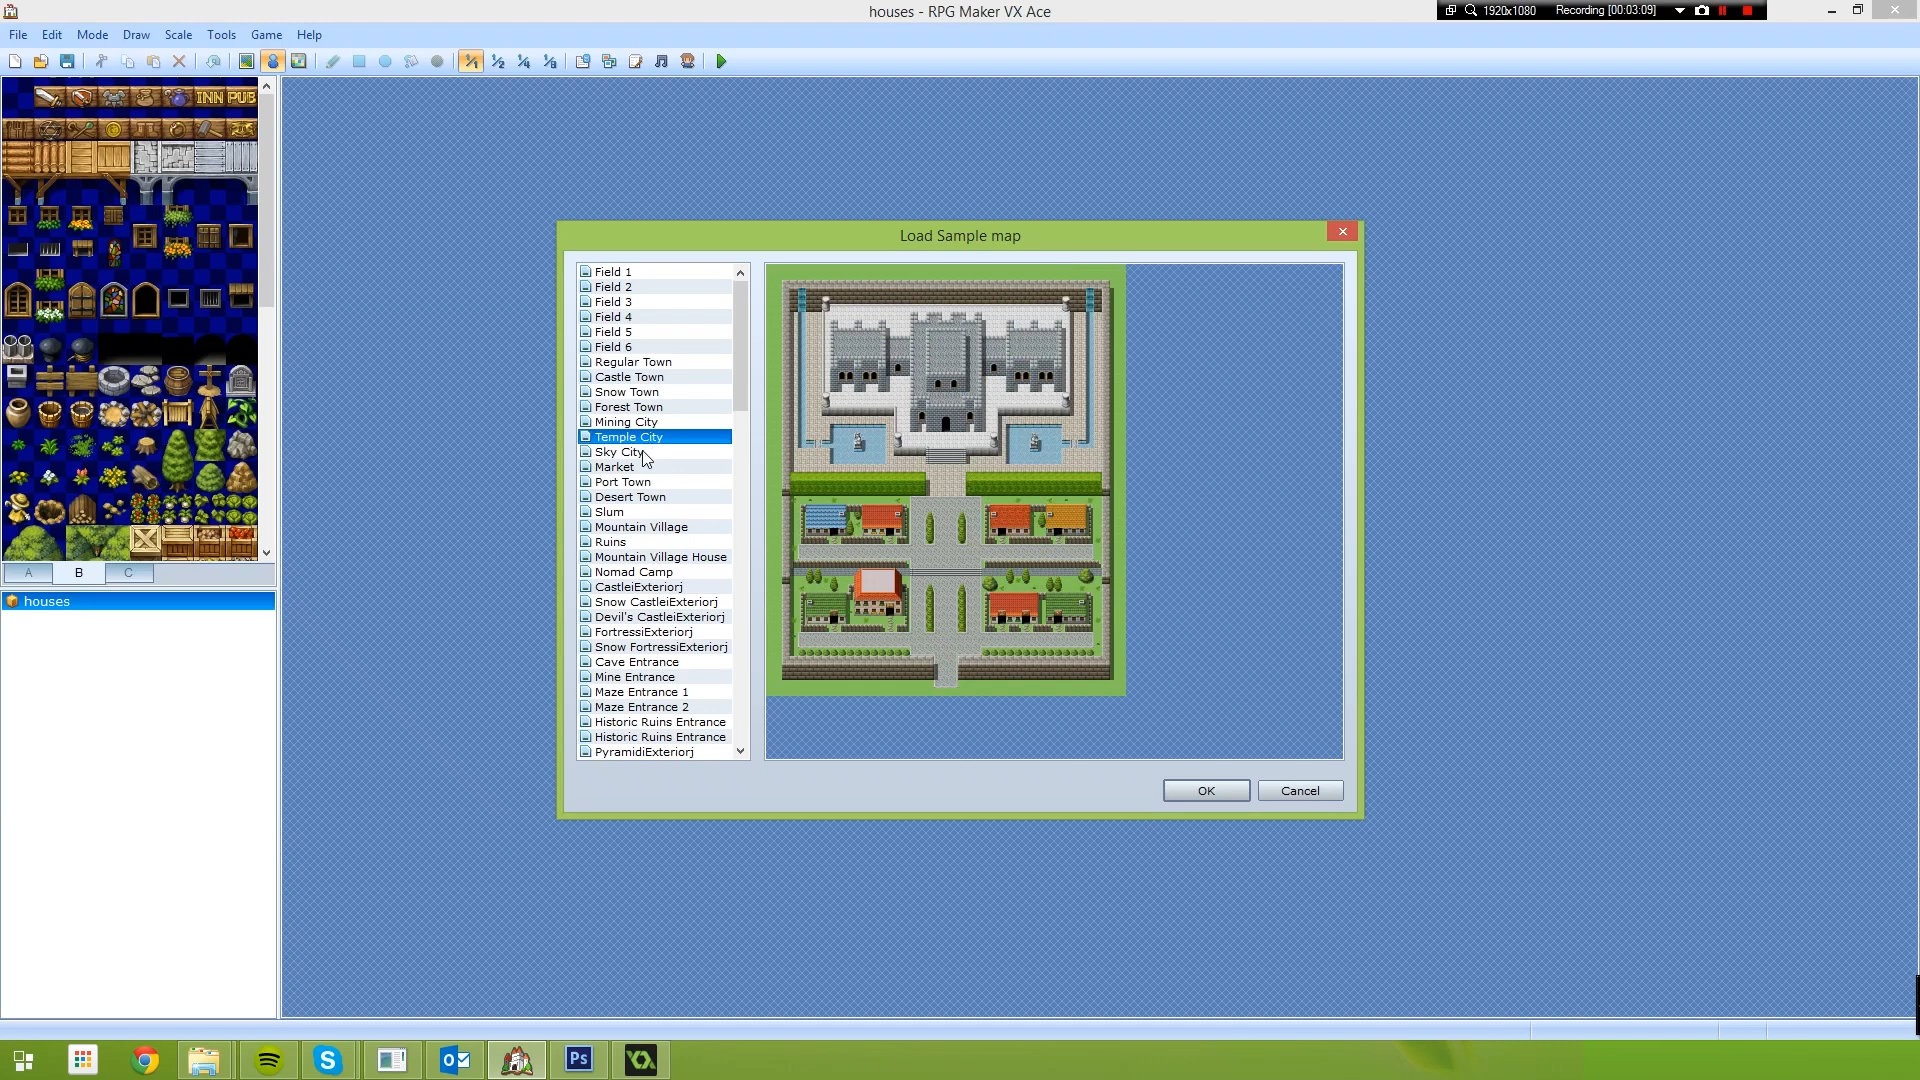 houses - RPG Maker VX Ace
1920x1080
Recording [00:03:09]
File Edit Mode Draw Scale Tools Game Help
INN PUB
Load Sample map
Field 1
Field 2
Field 3
Field 4
Field 5
Field 6
Regular Town
Castle Town
Snow Town
Forest Town
Mining City
Temple City
Sky City
Market
Port Town
Desert Town
Slum
Mountain Village
Ruins
Mountain Village House
Nomad Camp
CastleiExteriorj
Snow CastleiExteriorj
Devil's CastleiExteriorj
FortressiExteriorj
Snow FortressiExteriorj
Cave Entrance
Mine Entrance
Maze Entrance 1
Maze Entrance 2
Historic Ruins Entrance
Historic Ruins Entrance
PyramidiExteriorj
OK Cancel
A B C
houses
Ps